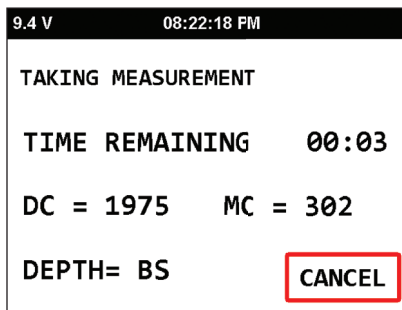 9.4 V 08:22:18 PM
TAKING MEASUREMENT
TIME REMAINING 00:03
DC = 1975 MC = 302
DEPTH= BS
CANCEL